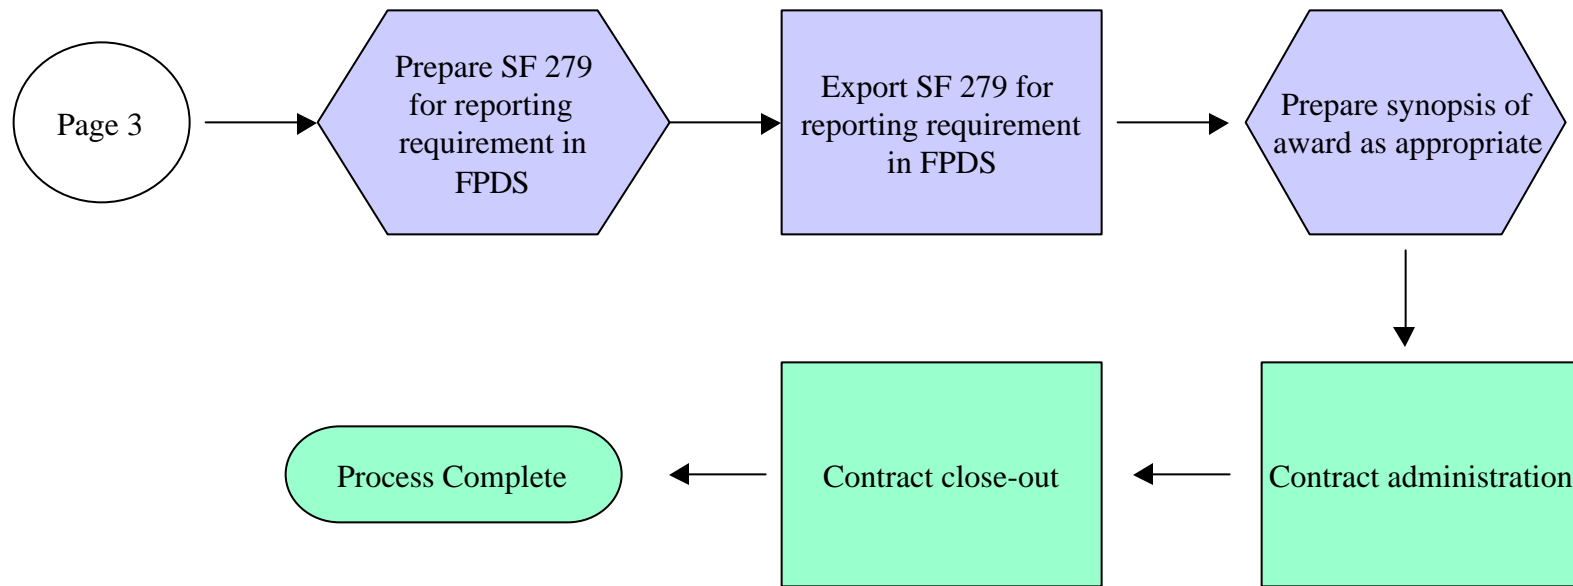 Page 3
Prepare SF 279
for reporting
requirement in
FPDS
Export SF 279 for
reporting requirement
in FPDS
Prepare synopsis of
award as appropriate
Process Complete
Contract close-out
Contract administration